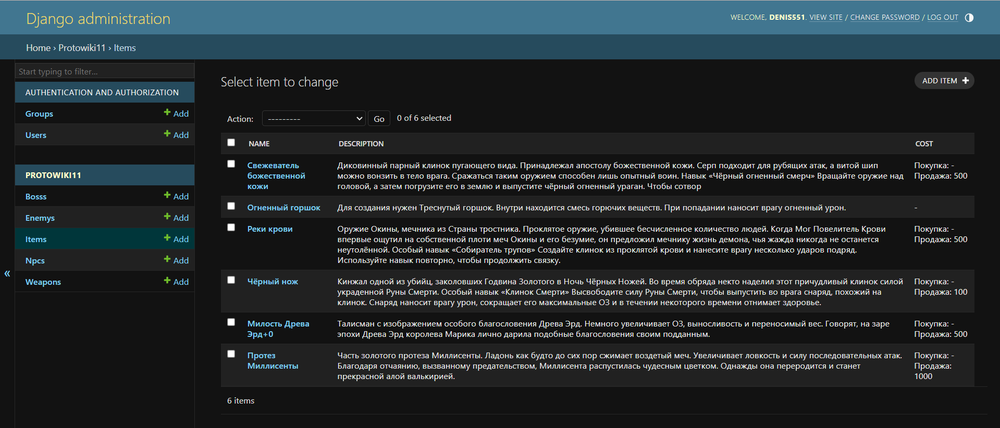 Django administration
WELCOME, DENIS551. VIEW SITE / CHANGE PASSWORD / LOG OUT
Home › Protowiki11 › Items
Start typing to filter...
AUTHENTICATION AND AUTHORIZATION
Groups
Add
Users
Add
PROTOWIKI11
Bosss
Add
Enemys
Add
Items
Add
Npcs
Add
Weapons
Add
«
Select item to change
ADD ITEM
Action:
---------
Go
0 of 6 selected
NAME
DESCRIPTION
COST
Свежеватель
божественной
кожи
Диковинный парный клинок пугающего вида. Принадлежал апостолу божественной кожи. Серп подходит для рубящих атак, а витой шип
можно вонзить в тело врага. Сражаться таким оружием способен лишь опытный воин. Навык «Чёрный огненный смерч» Вращайте оружие над
головой, а затем погрузите его в землю и выпустите чёрный огненный ураган. Чтобы сотвор
Покупка: -
Продажа: 500
Огненный горшок
Для создания нужен Треснутый горшок. Внутри находится смесь горючих веществ. При попадании наносит врагу огненный урон.
-
Реки крови
Оружие Окины, мечника из Страны тростника. Проклятое оружие, убившее бесчисленное количество людей. Когда Мог Повелитель Крови
впервые ощутил на собственной плоти меч Окины и его безумие, он предложил мечнику жизнь демона, чья жажда никогда не останется
неутолённой. Особый навык «Собиратель трупов» Создайте клинок из проклятой крови и нанесите врагу несколько ударов подряд.
Используйте навык повторно, чтобы продолжить связку.
Покупка: -
Продажа: 500
Чёрный нож
Кинжал одной из убийц, заколовших Годвина Золотого в Ночь Чёрных Ножей. Во время обряда некто наделил этот причудливый клинок силой
украденной Руны Смерти. Особый навык «Клинок Смерти» Высвободите силу Руны Смерти, чтобы выпустить во врага снаряд, похожий на
клинок. Снаряд наносит врагу урон, сокращает его максимальные ОЗ и в течении некоторого времени отнимает здоровье.
Покупка: -
Продажа: 100
Милость Древа
Эрд+0
Талисман с изображением особого благословения Древа Эрд. Немного увеличивает ОЗ, выносливость и переносимый вес. Говорят, на заре
эпохи Древа Эрд королева Марика лично дарила подобные благословения своим подданным.
Покупка: -
Продажа: 500
Протез
Миллисенты
Часть золотого протеза Миллисенты. Ладонь как будто до сих пор сжимает воздетый меч. Увеличивает ловкость и силу последовательных атак.
Благодаря отчаянию, вызванному предательством, Миллисента распустилась чудесным цветком. Однажды она переродится и станет
прекрасной алой валькирией.
Покупка: -
Продажа:
1000
6 items